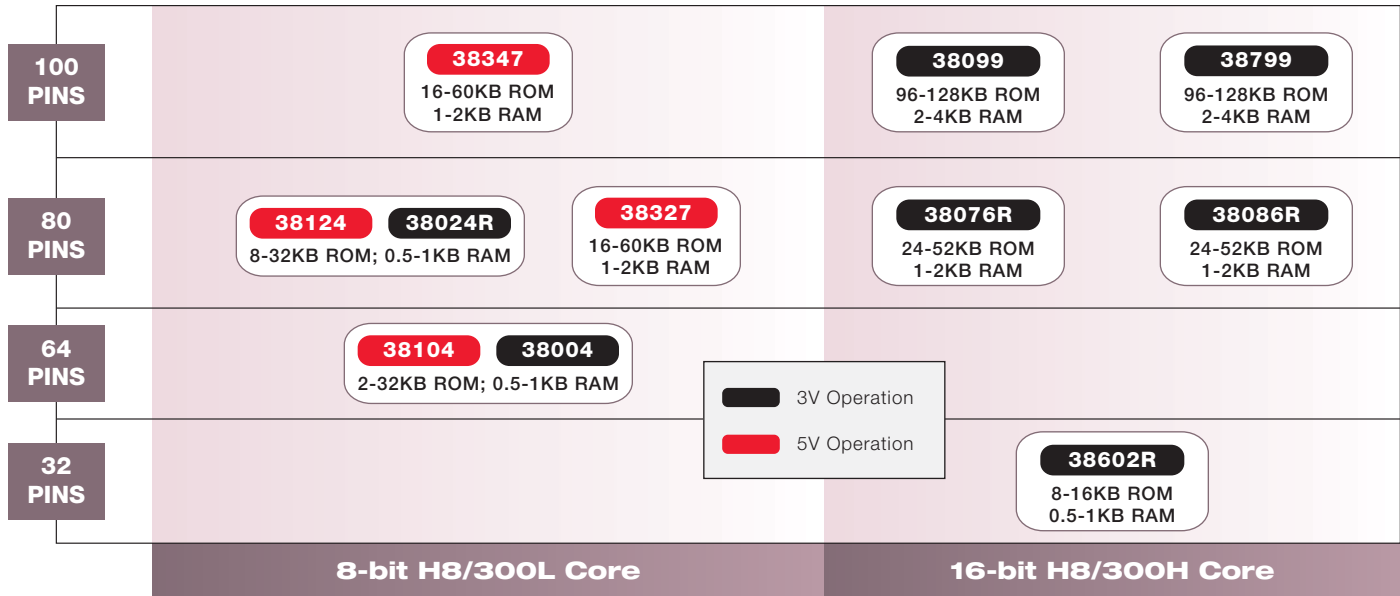 100
PINS
38347
16-60KB ROM
1-2KB RAM
38099
96-128KB ROM
2-4KB RAM
38799
96-128KB ROM
2-4KB RAM
80
PINS
38124 38024R
8-32KB ROM; 0.5-1KB RAM
38327
16-60KB ROM
1-2KB RAM
38076R
24-52KB ROM
1-2KB RAM
38086R
24-52KB ROM
1-2KB RAM
64
PINS
38104 38004
2-32KB ROM; 0.5-1KB RAM
3V Operation
5V Operation
32
PINS
38602R
8-16KB ROM
0.5-1KB RAM
8-bit H8/300L Core
16-bit H8/300H Core